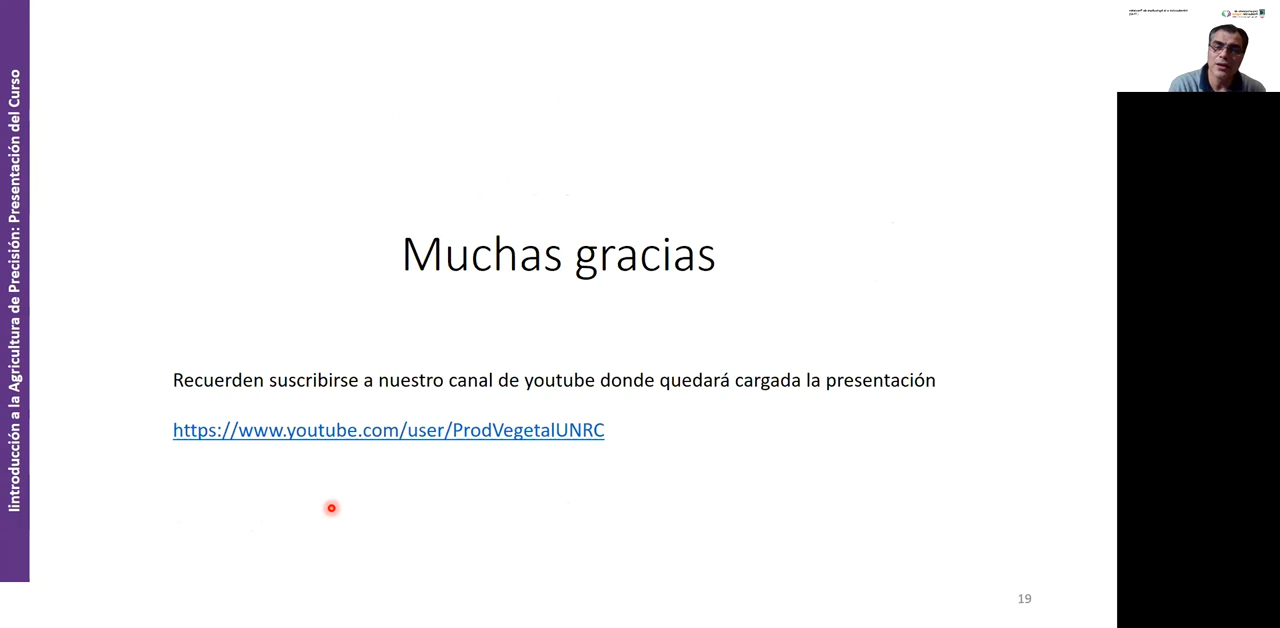 Iintroducción a la Agricultura de Precisión: Presentación del Curso
Muchas gracias
Recuerden suscribirse a nuestro canal de youtube donde quedará cargada la presentación
https://www.youtube.com/user/ProdVegetalUNRC
19